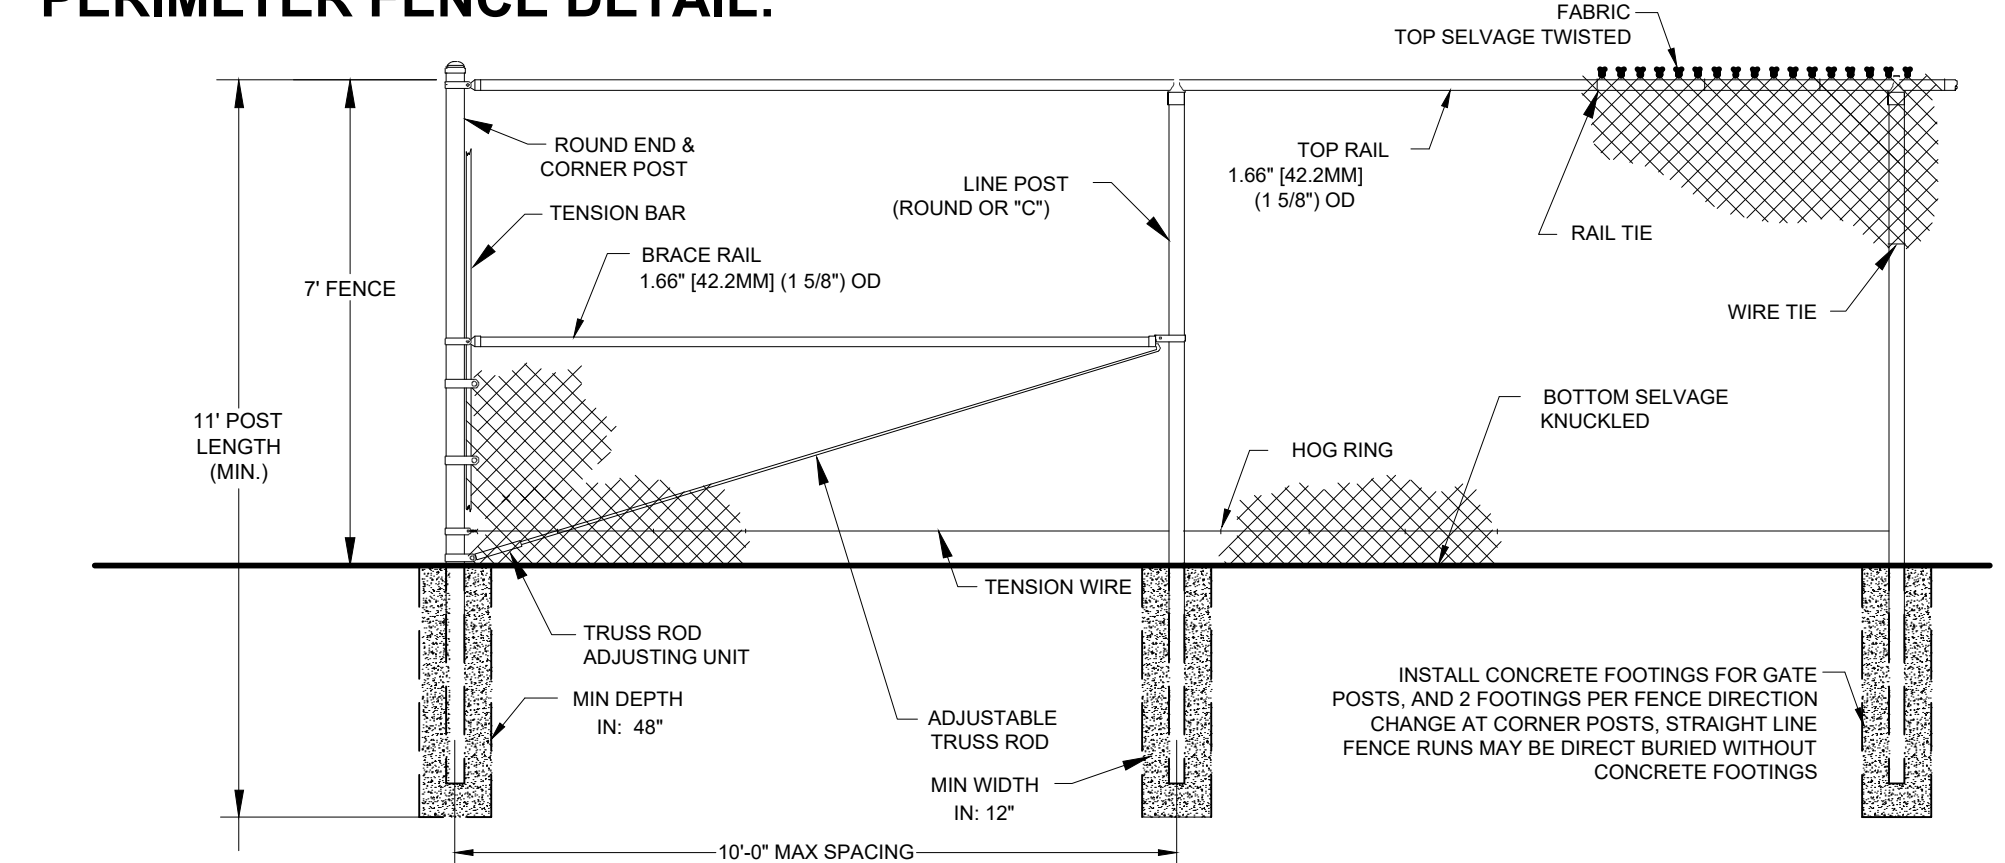 PERIMETER FENCE DETAIL:
FABRIC
TOP SELVAGE TWISTED
ROUND END &
CORNER POST
TENSION BAR
BRACE RAIL
1.66" [42.2MM] (1 5/8") OD
LINE POST
(ROUND OR "C")
TOP RAIL
1.66" [42.2MM]
(1 5/8") OD
RAIL TIE
WIRE TIE
7' FENCE
11' POST
LENGTH
(MIN.)
BOTTOM SELVAGE
KNUCKLED
HOG RING
TENSION WIRE
TRUSS ROD
ADJUSTING UNIT
MIN DEPTH
IN: 48"
ADJUSTABLE
TRUSS ROD
MIN WIDTH
IN: 12"
INSTALL CONCRETE FOOTINGS FOR GATE
POSTS, AND 2 FOOTINGS PER FENCE DIRECTION
CHANGE AT CORNER POSTS, STRAIGHT LINE
FENCE RUNS MAY BE DIRECT BURIED WITHOUT
CONCRETE FOOTINGS
10'-0" MAX SPACING